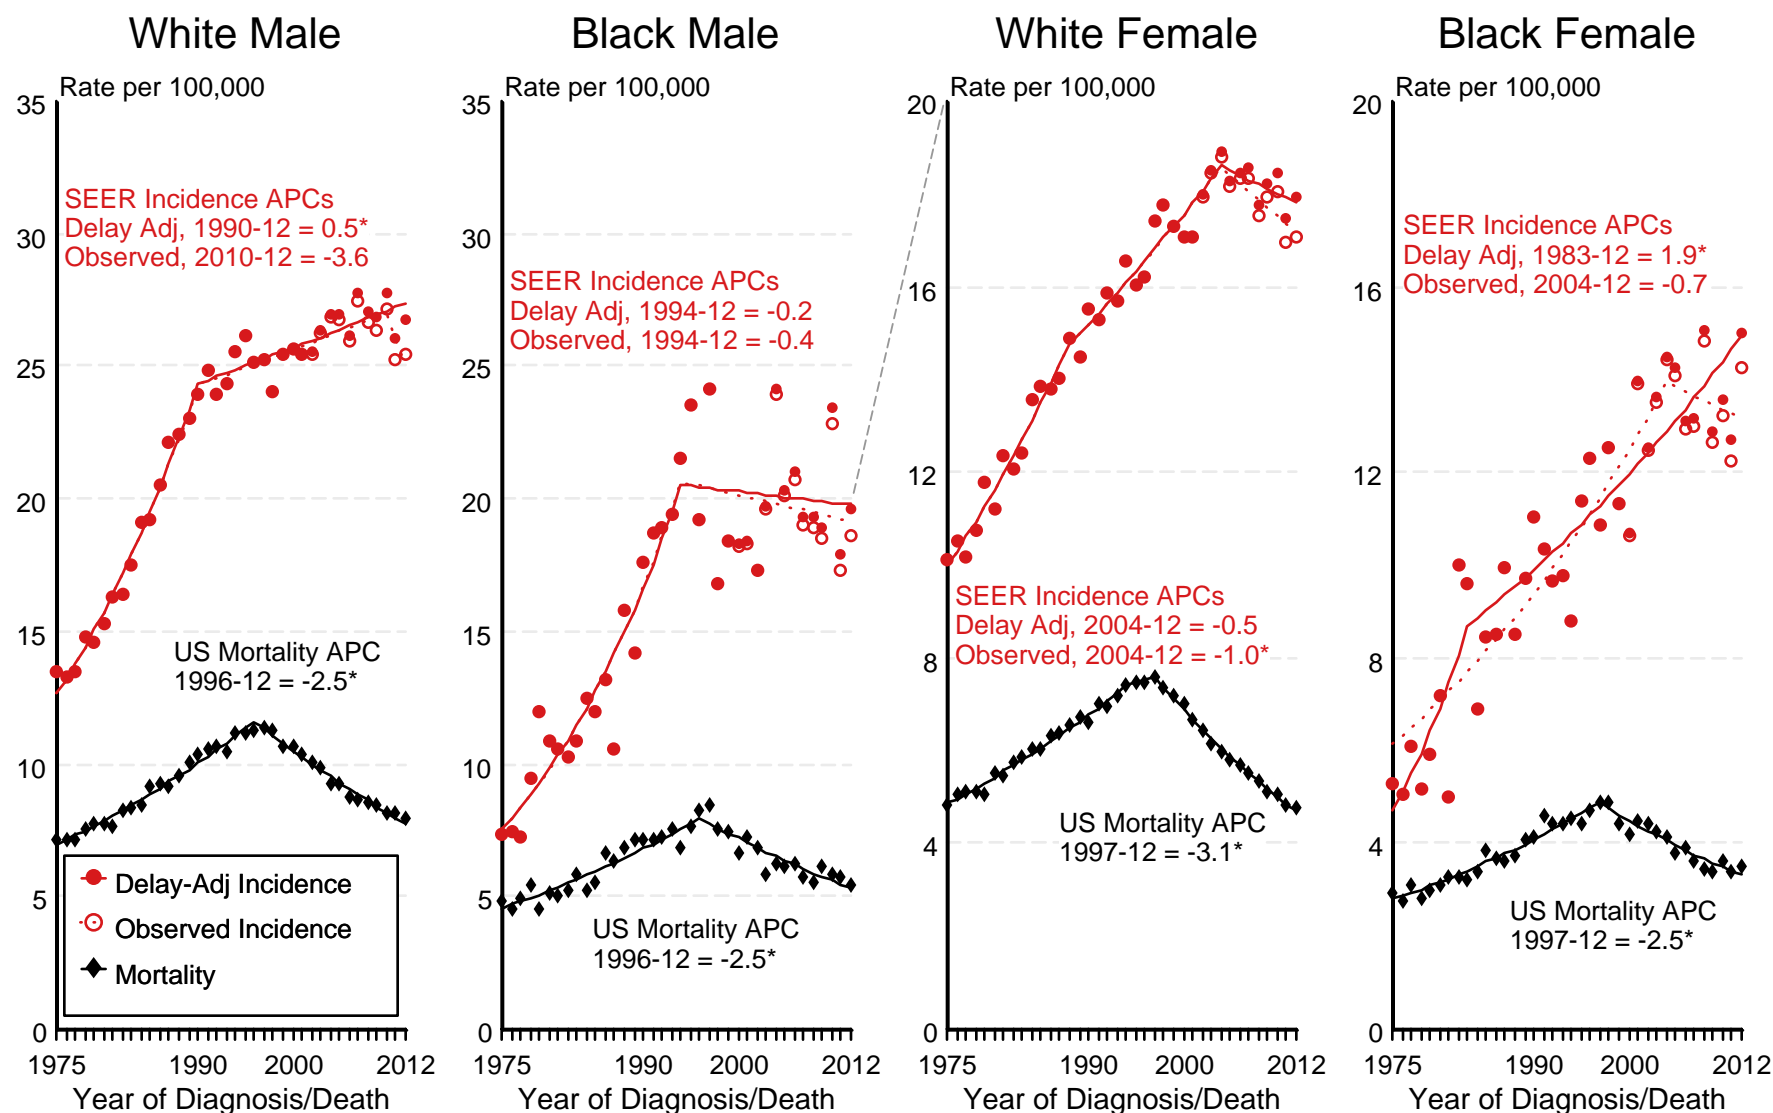 White Male
Rate per 100,000
35
30
25
20
15
10
5
0
SEER Incidence APCs
Delay Adj, 1990-12 = 0.5*
Observed, 2010-12 = -3.6
US Mortality APC
1996-12 = -2.5*
Delay-Adj Incidence
Observed Incidence
Mortality
1975 1990 2000 2012
Year of Diagnosis/Death
Black Male
Rate per 100,000
35
30
25
20
15
10
5
0
SEER Incidence APCs
Delay Adj, 1994-12 = -0.2
Observed, 1994-12 = -0.4
US Mortality APC
1996-12 = -2.5*
1975 1990 2000 2012
Year of Diagnosis/Death
White Female
Rate per 100,000
20
16
12
8
4
0
SEER Incidence APCs
Delay Adj, 2004-12 = -0.5
Observed, 2004-12 = -1.0*
US Mortality APC
1997-12 = -3.1*
1975 1990 2000 2012
Year of Diagnosis/Death
Black Female
Rate per 100,000
20
16
12
8
4
0
SEER Incidence APCs
Delay Adj, 1983-12 = 1.9*
Observed, 2004-12 = -0.7
US Mortality APC
1997-12 = -2.5*
1975 1990 2000 2012
Year of Diagnosis/Death